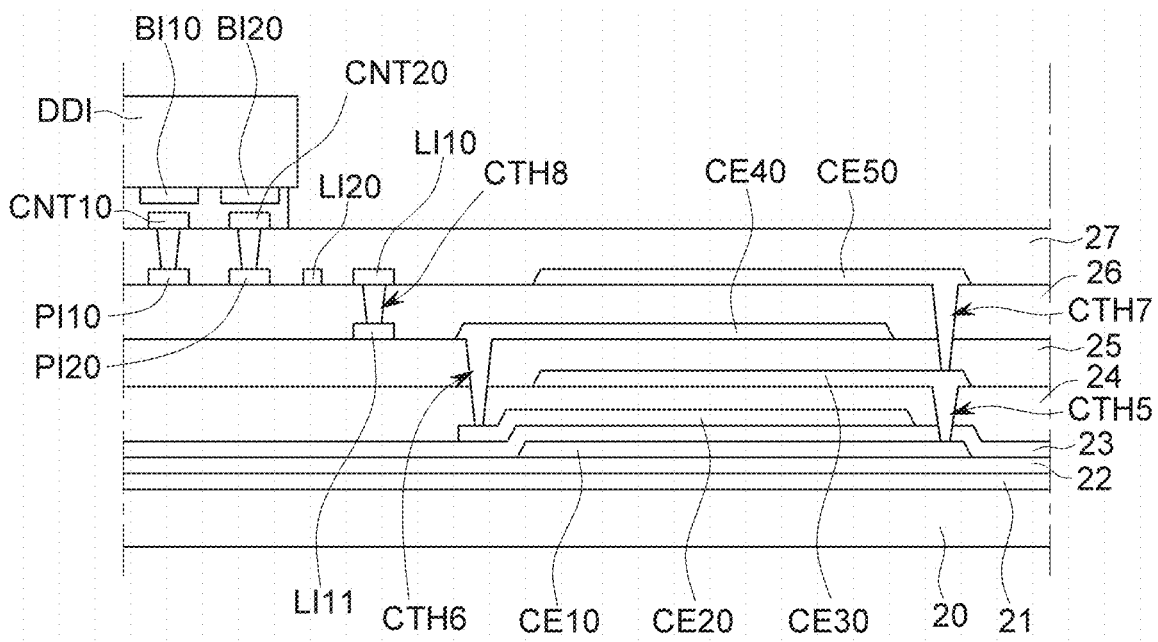 BI10 BI20
CNT20
DDI
LI10
CTH8
LI20
CE40 CE50
CNT10
27
26
PI10
CTH7
PI20
25
24
CTH5
23
22
LI11 CTH6 CE10 CE20 CE30 20 21